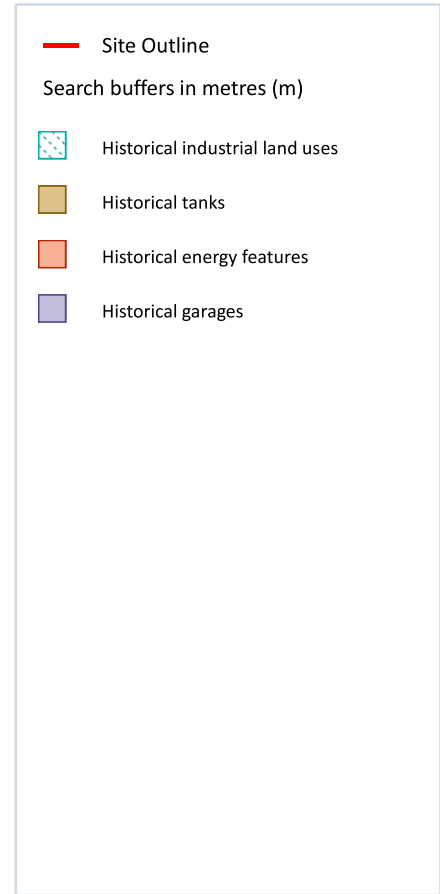 Site Outline
Search buffers in metres (m)
Historical industrial land uses
Historical tanks
Historical energy features
Historical garages